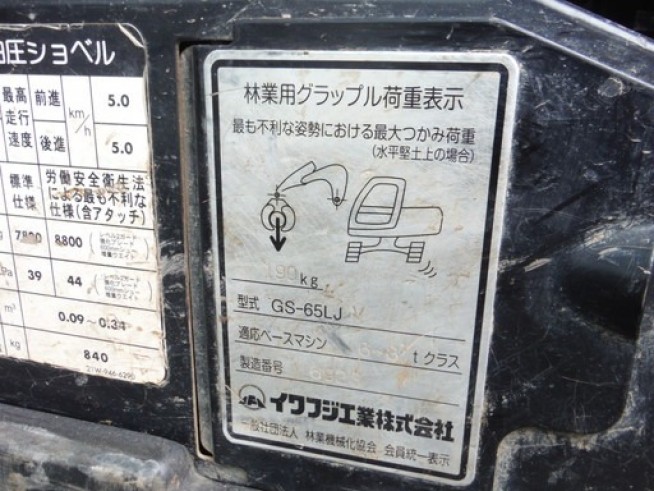 油圧ショベル
最高走行速度 前進 km/h 5.0
後進 5.0
標準仕様 労働安全衛生法による最も不利な仕様(含アタッチ)
7800 8800
39 44
m³ 0.09～0.34
kg 840
21W-946-6290
林業用グラップル荷重表示
最も不利な姿勢における最大つかみ荷重
(水平堅土上の場合)
kg
型式 GS-65LJ
適応ベースマシン tクラス
製造番号
イワフジ工業株式会社
一般社団法人 林業機械化協会 会員統一表示